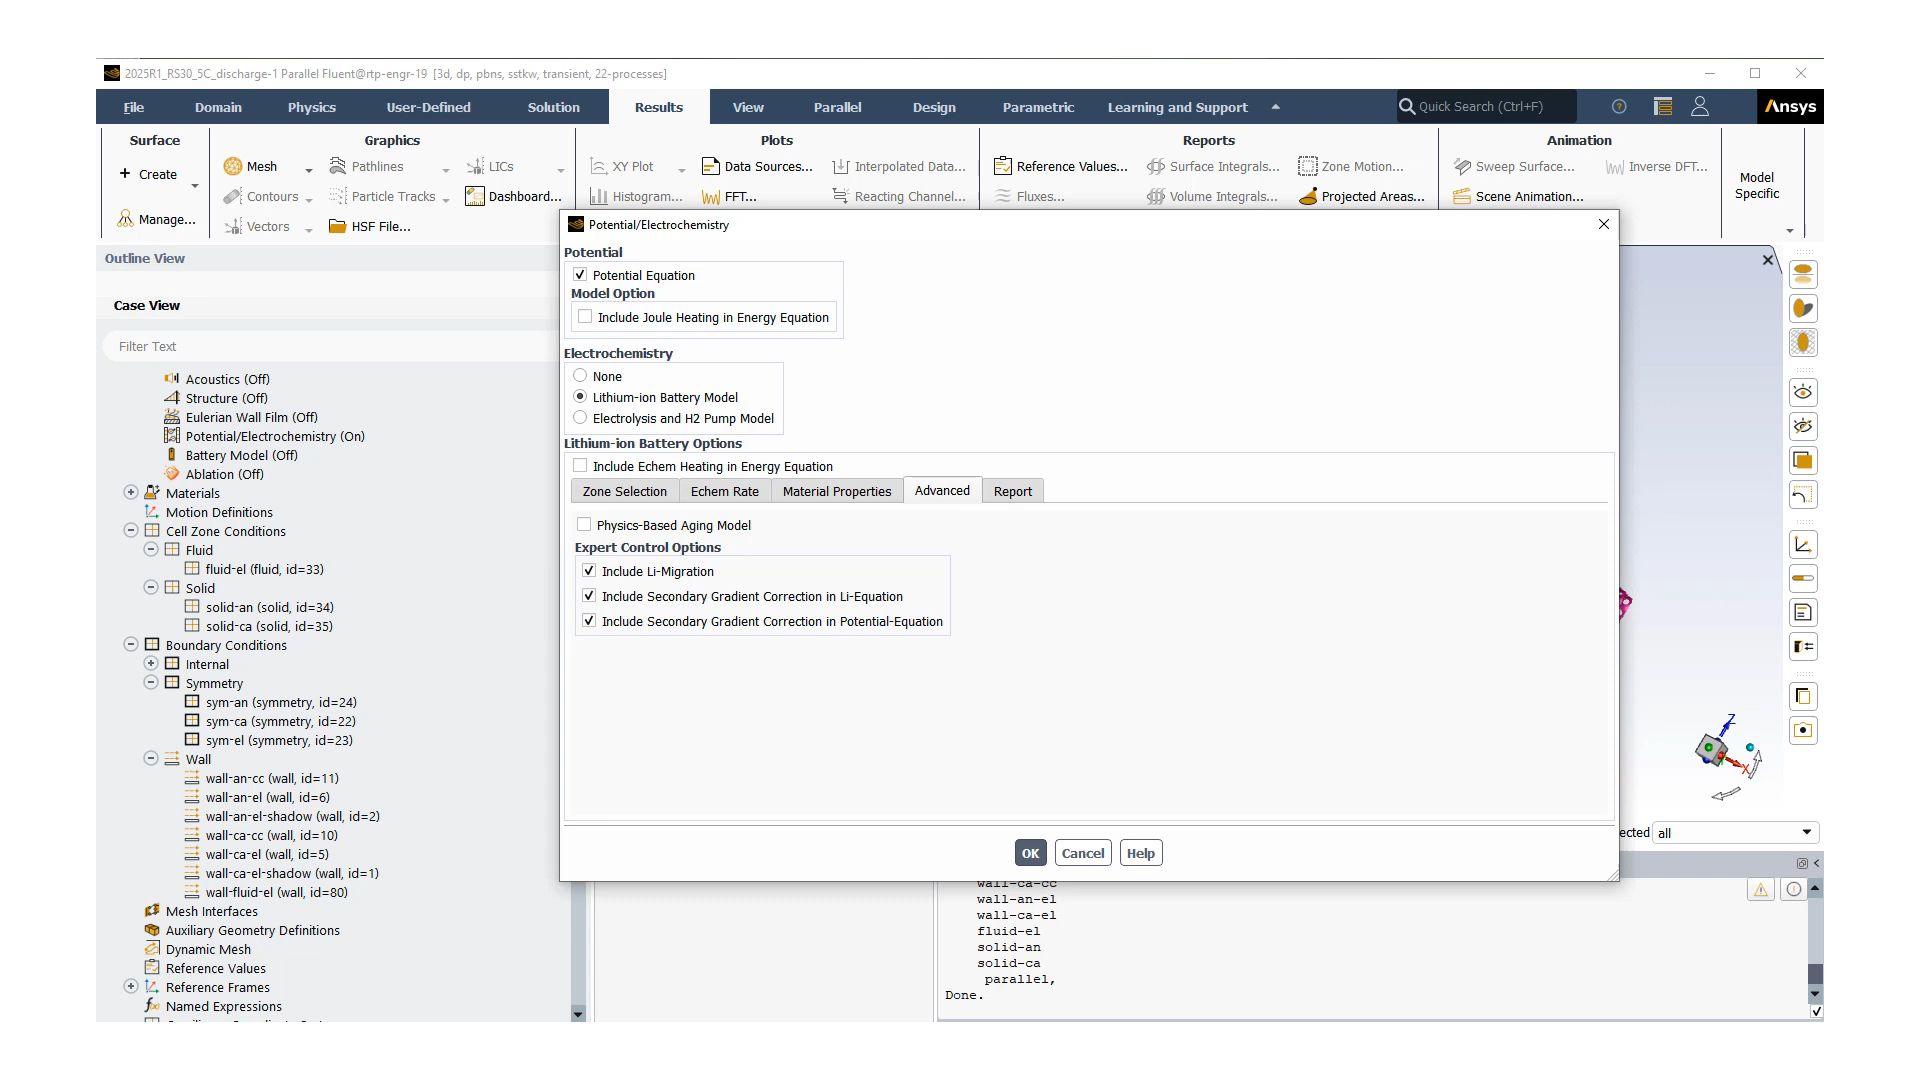 2025R1_RS30_5C_discharge-1 Parallel Fluent@rtp-engr-19 [3d, dp, pbns, sstkw, transient, 22-processes]
File Domain Physics User-Defined Solution Results View Parallel Design Parametric Learning and Support Quick Search (Ctrl+F) Ansys
Surface Graphics Plots Reports Animation
Create Mesh Pathlines LICs XY Plot Data Sources... Interpolated Data... Reference Values... Surface Integrals... Zone Motion... Sweep Surface... Inverse DFT... Model Specific
Contours Particle Tracks Dashboard... Histogram... FFT... Reacting Channel... Fluxes... Volume Integrals... Projected Areas... Scene Animation...
Manage... Vectors HSF File...
Outline View
Case View
Filter Text
Acoustics (Off)
Structure (Off)
Eulerian Wall Film (Off)
Potential/Electrochemistry (On)
Battery Model (Off)
Ablation (Off)
Materials
Motion Definitions
Cell Zone Conditions
Fluid
fluid-el (fluid, id=33)
Solid
solid-an (solid, id=34)
solid-ca (solid, id=35)
Boundary Conditions
Internal
Symmetry
sym-an (symmetry, id=24)
sym-ca (symmetry, id=22)
sym-el (symmetry, id=23)
Wall
wall-an-cc (wall, id=11)
wall-an-el (wall, id=6)
wall-an-el-shadow (wall, id=2)
wall-ca-cc (wall, id=10)
wall-ca-el (wall, id=5)
wall-ca-el-shadow (wall, id=1)
wall-fluid-el (wall, id=80)
Mesh Interfaces
Auxiliary Geometry Definitions
Dynamic Mesh
Reference Values
Reference Frames
Named Expressions
Potential/Electrochemistry
Potential
Potential Equation
Model Option
Include Joule Heating in Energy Equation
Electrochemistry
None
Lithium-ion Battery Model
Electrolysis and H2 Pump Model
Lithium-ion Battery Options
Include Echem Heating in Energy Equation
Zone Selection Echem Rate Material Properties Advanced Report
Physics-Based Aging Model
Expert Control Options
Include Li-Migration
Include Secondary Gradient Correction in Li-Equation
Include Secondary Gradient Correction in Potential-Equation
OK Cancel Help
Z
X
ected all
wall-ca-cc
wall-an-el
wall-ca-el
fluid-el
solid-an
solid-ca
parallel,
Done.